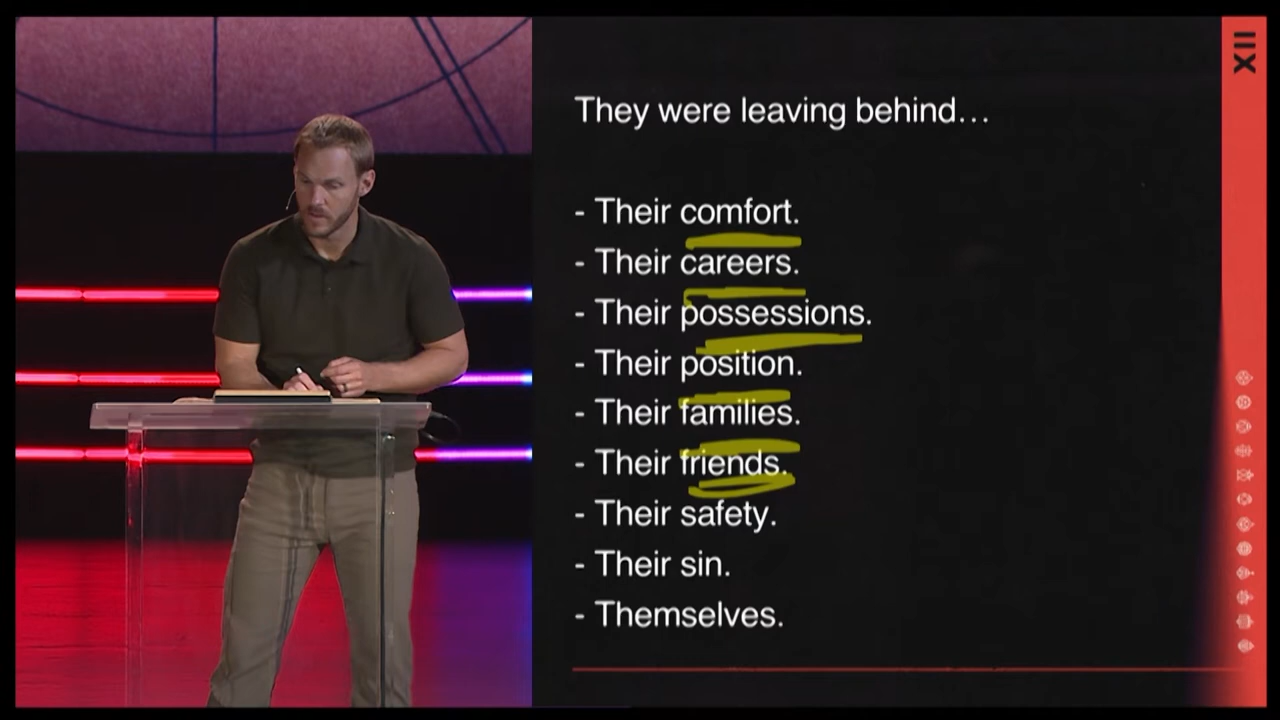 They were leaving behind…
- Their comfort.
- Their careers.
- Their possessions.
- Their position.
- Their families.
- Their friends.
- Their safety.
- Their sin.
- Themselves.
XII